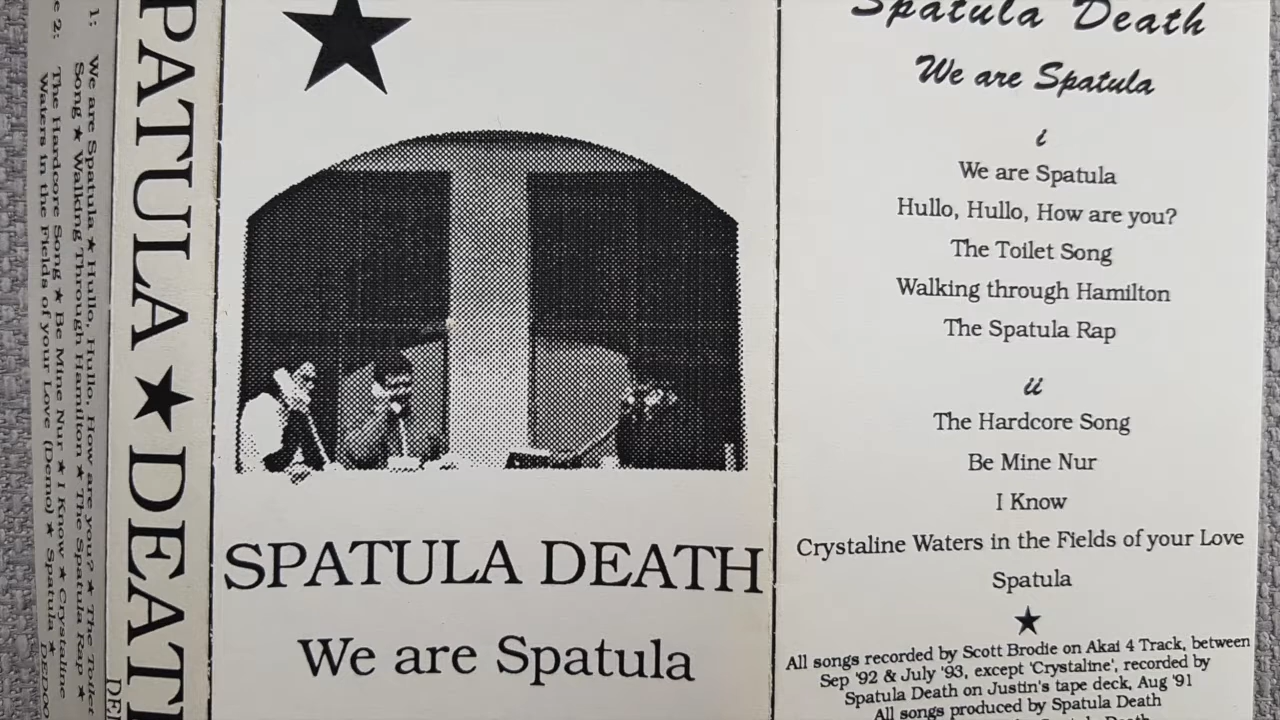 1: We are Spatula ★ Hullo, Hullo, How are you? ★ The Toilet
Song ★ Walking Through Hamilton ★ The Spatula Rap ★
2: The Hardcore Song ★ Be Mine Nur ★ I Know ★ Crystaline
Waters in the Fields of your Love (Demo) ★ Spatula ★
SPATULA DEATH
We are Spatula
Spatula Death
We are Spatula
i
We are Spatula
Hullo, Hullo, How are you?
The Toilet Song
Walking through Hamilton
The Spatula Rap
ii
The Hardcore Song
Be Mine Nur
I Know
Crystaline Waters in the Fields of your Love
Spatula
★
All songs recorded by Scott Brodie on Akai 4 Track, between
Sep '92 & July '93, except 'Crystaline', recorded by
Spatula Death on Justin's tape deck, Aug '91
All songs produced by Spatula Death